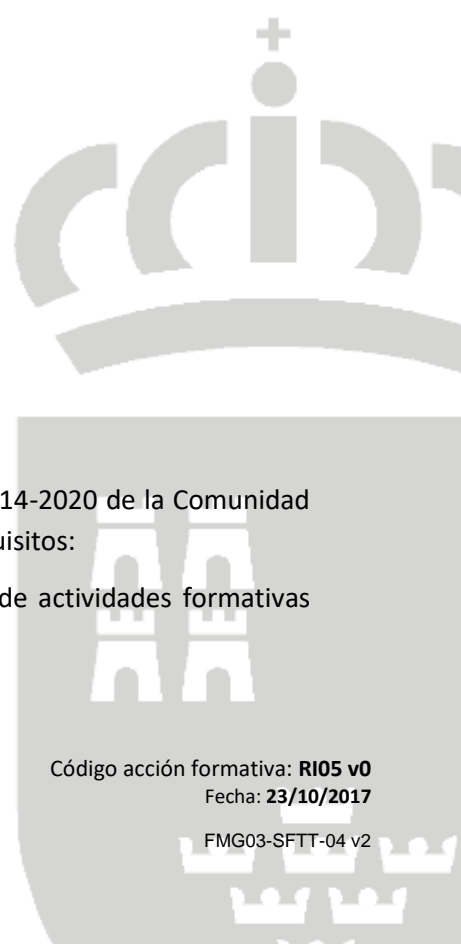 14-2020 de la Comunidad
uisitos:
de actividades formativas
Código acción formativa: RI05 v0
Fecha: 23/10/2017
FMG03-SFTT-04 v2